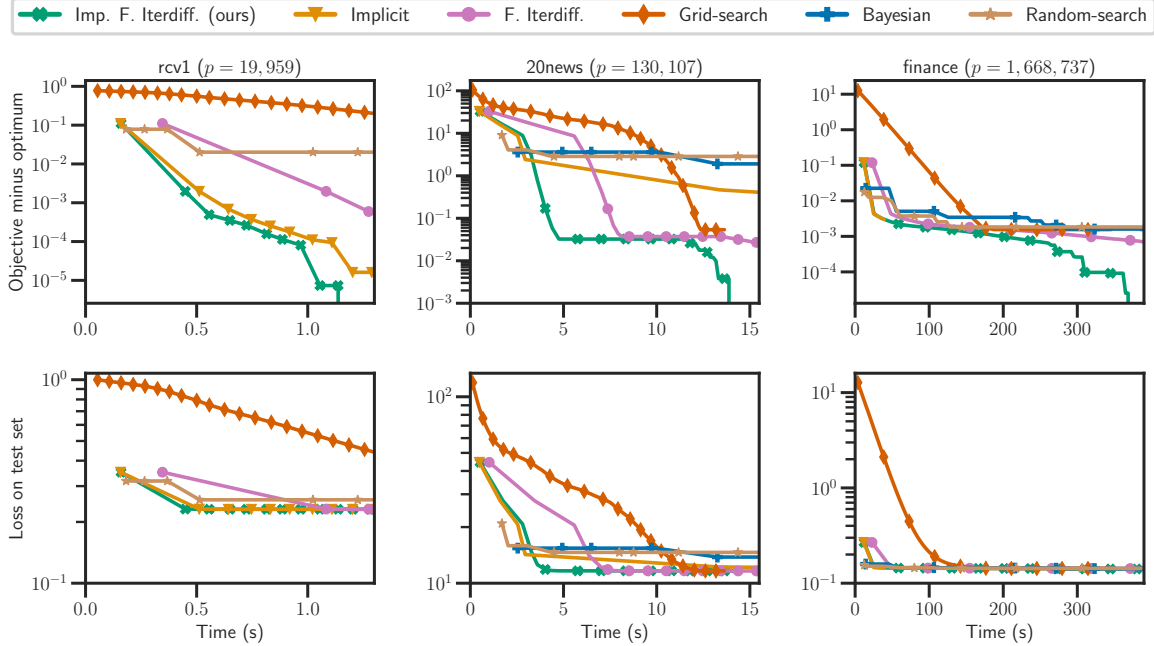 Imp. F. Iterdiff. (ours) Implicit F. Iterdiff. Grid-search Bayesian Random-search
rcv1 (p = 19,959) 20news (p = 130,107) finance (p = 1,668,737)
Objective minus optimum
10^0
10^-1
10^-2
10^-3
10^-4
10^-5
0.0 0.5 1.0
10^2
10^1
10^0
10^-1
10^-2
10^-3
0 5 10 15
10^1
10^0
10^-1
10^-2
10^-3
10^-4
0 100 200 300
Loss on test set
10^0
10^-1
0.0 0.5 1.0
Time (s)
10^2
10^1
0 5 10 15
Time (s)
10^1
10^0
10^-1
0 100 200 300
Time (s)